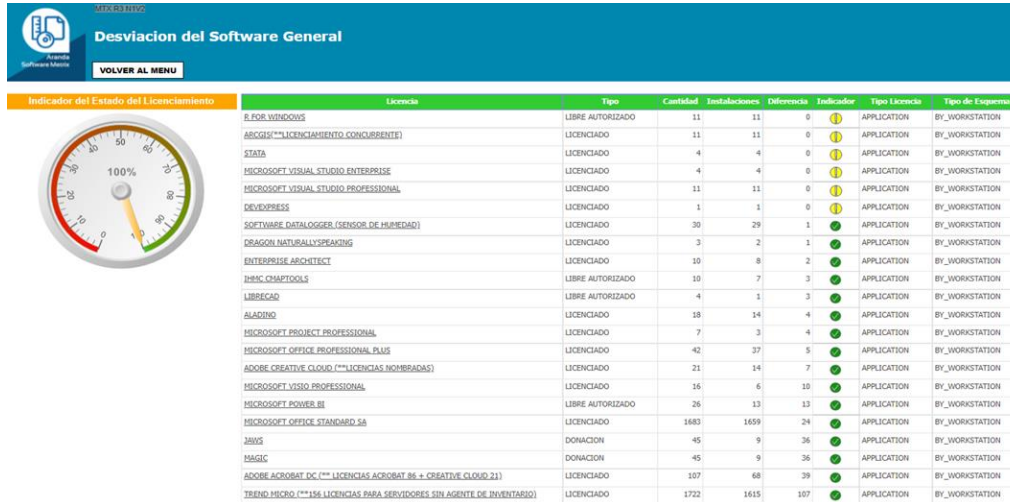 MTX R3 N1V2
Desviacion del Software General
Aranda
Software Metrix
VOLVER AL MENU
Indicador del Estado del Licenciamiento
100%
0 10 20 30 40 50 60 70 80 90
Licencia Tipo Cantidad Instalaciones Diferencia Indicador Tipo Licencia Tipo de Esquema
R FOR WINDOWS LIBRE AUTORIZADO 11 11 0 APPLICATION BY_WORKSTATION
ARCGIS(**LICENCIAMIENTO CONCURRENTE) LICENCIADO 11 11 0 APPLICATION BY_WORKSTATION
STATA LICENCIADO 4 4 0 APPLICATION BY_WORKSTATION
MICROSOFT VISUAL STUDIO ENTERPRISE LICENCIADO 4 4 0 APPLICATION BY_WORKSTATION
MICROSOFT VISUAL STUDIO PROFESSIONAL LICENCIADO 11 11 0 APPLICATION BY_WORKSTATION
DEVEXPRESS LICENCIADO 1 1 0 APPLICATION BY_WORKSTATION
SOFTWARE DATALOGGER (SENSOR DE HUMEDAD) LICENCIADO 30 29 1 APPLICATION BY_WORKSTATION
DRAGON NATURALLYSPEAKING LICENCIADO 3 2 1 APPLICATION BY_WORKSTATION
ENTERPRISE ARCHITECT LICENCIADO 10 8 2 APPLICATION BY_WORKSTATION
IHMC CMAPTOOLS LIBRE AUTORIZADO 10 7 3 APPLICATION BY_WORKSTATION
LIBRECAD LIBRE AUTORIZADO 4 1 3 APPLICATION BY_WORKSTATION
ALADINO LICENCIADO 18 14 4 APPLICATION BY_WORKSTATION
MICROSOFT PROJECT PROFESSIONAL LICENCIADO 7 3 4 APPLICATION BY_WORKSTATION
MICROSOFT OFFICE PROFESSIONAL PLUS LICENCIADO 42 37 5 APPLICATION BY_WORKSTATION
ADOBE CREATIVE CLOUD (**LICENCIAS NOMBRADAS) LICENCIADO 21 14 7 APPLICATION BY_WORKSTATION
MICROSOFT VISIO PROFESSIONAL LICENCIADO 16 6 10 APPLICATION BY_WORKSTATION
MICROSOFT POWER BI LIBRE AUTORIZADO 26 13 13 APPLICATION BY_WORKSTATION
MICROSOFT OFFICE STANDARD SA LICENCIADO 1683 1659 24 APPLICATION BY_WORKSTATION
JAWS DONACION 45 9 36 APPLICATION BY_WORKSTATION
MAGIC DONACION 45 9 36 APPLICATION BY_WORKSTATION
ADOBE ACROBAT DC (** LICENCIAS ACROBAT 86 + CREATIVE CLOUD 21) LICENCIADO 107 68 39 APPLICATION BY_WORKSTATION
TREND MICRO (**156 LICENCIAS PARA SERVIDORES SIN AGENTE DE INVENTARIO) LICENCIADO 1722 1615 107 APPLICATION BY_WORKSTATION